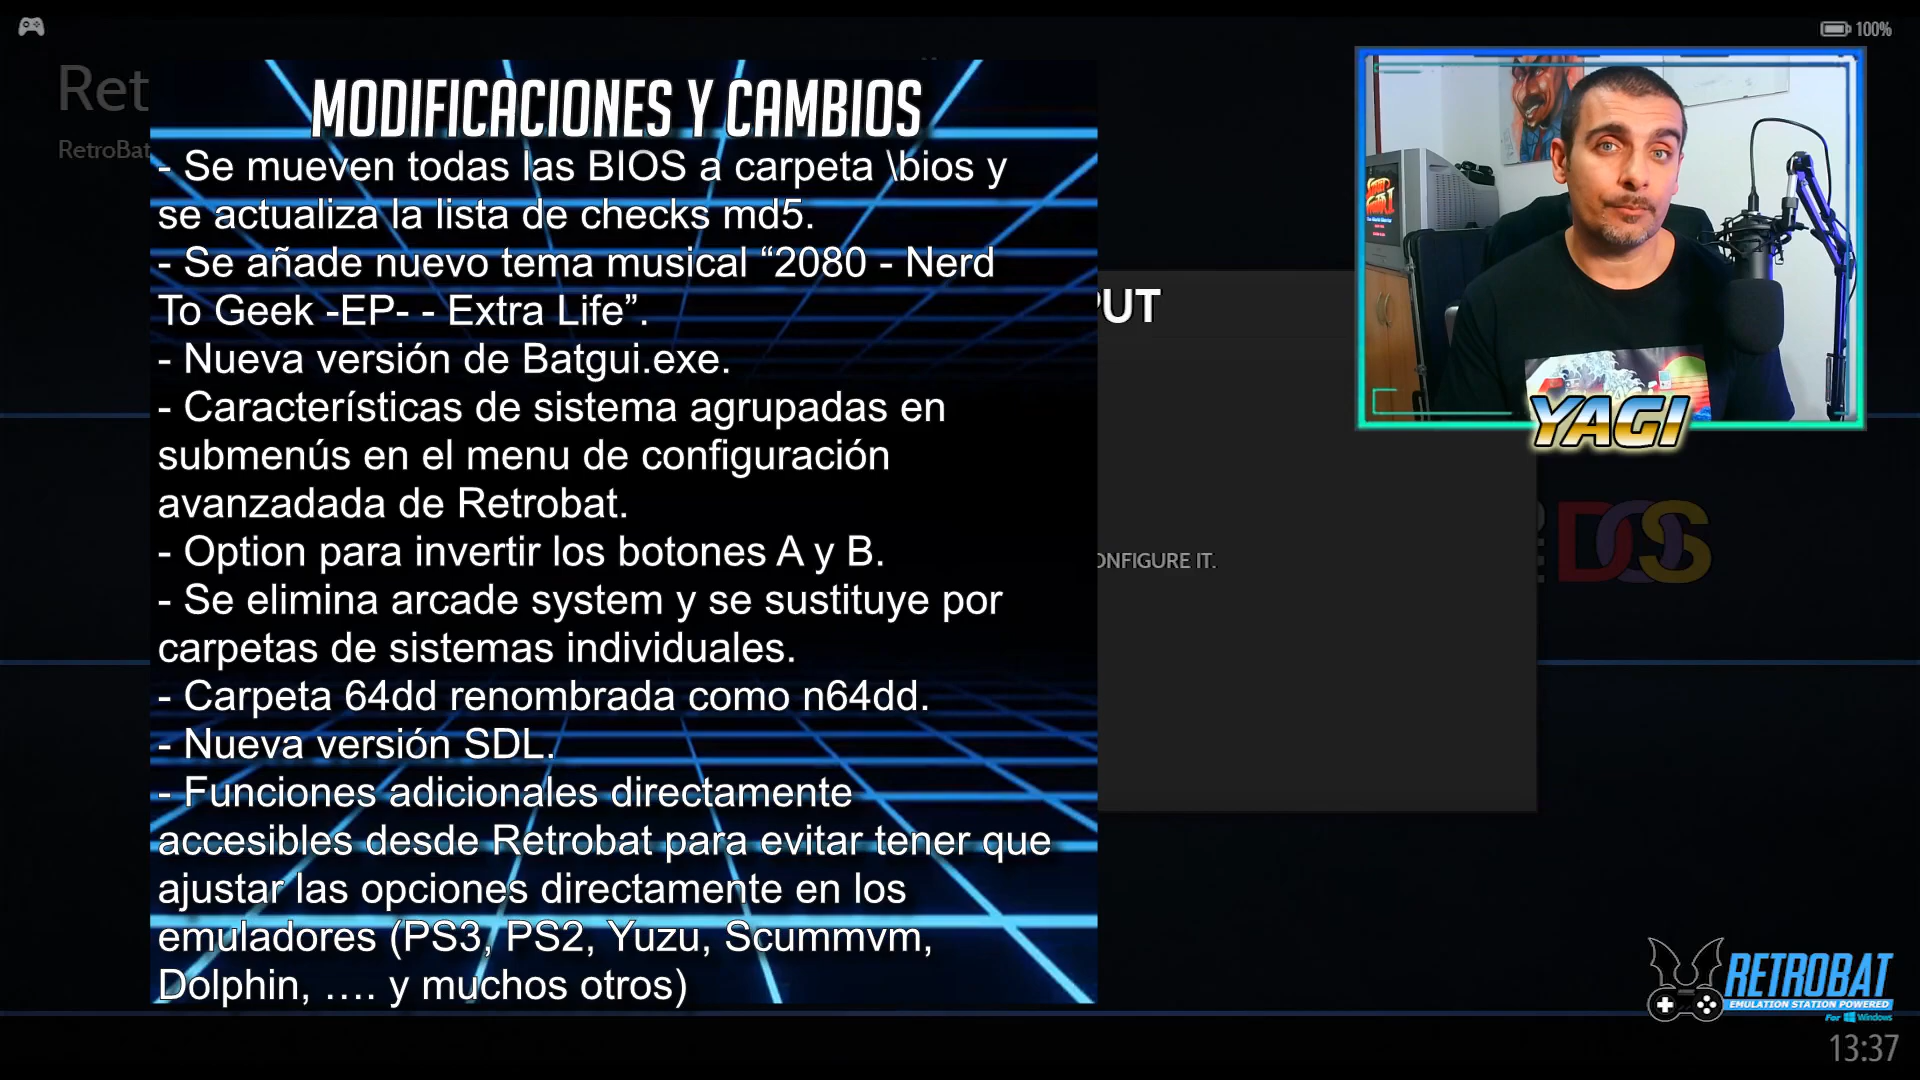 100%
Ret
RetroBat
MODIFICACIONES Y CAMBIOS
- Se mueven todas las BIOS a carpeta \bios y
se actualiza la lista de checks md5.
- Se añade nuevo tema musical “2080 - Nerd
To Geek -EP- - Extra Life”.
- Nueva versión de Batgui.exe.
- Características de sistema agrupadas en
submenús en el menu de configuración
avanzadada de Retrobat.
- Option para invertir los botones A y B.
- Se elimina arcade system y se sustituye por
carpetas de sistemas individuales.
- Carpeta 64dd renombrada como n64dd.
- Nueva versión SDL.
- Funciones adicionales directamente
accesibles desde Retrobat para evitar tener que
ajustar las opciones directamente en los
emuladores (PS3, PS2, Yuzu, Scummvm,
Dolphin, .... y muchos otros)
PUT
ONFIGURE IT.
YAGI
DOS
RETROBAT
EMULATION STATION POWERED
For Windows
13:37